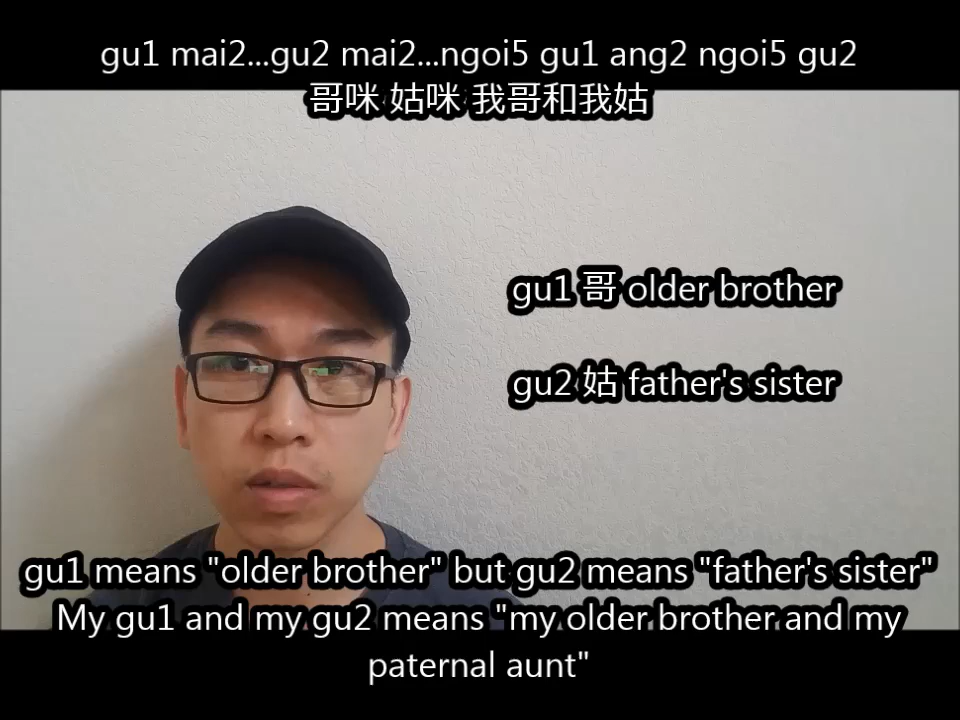 gu1 mai2...gu2 mai2...ngoi5 gu1 ang2 ngoi5 gu2
哥咪 姑咪 我哥和我姑
gu1 哥 older brother
gu2 姑 father's sister
gu1 means "older brother" but gu2 means "father's sister"
My gu1 and my gu2 means "my older brother and my
paternal aunt"